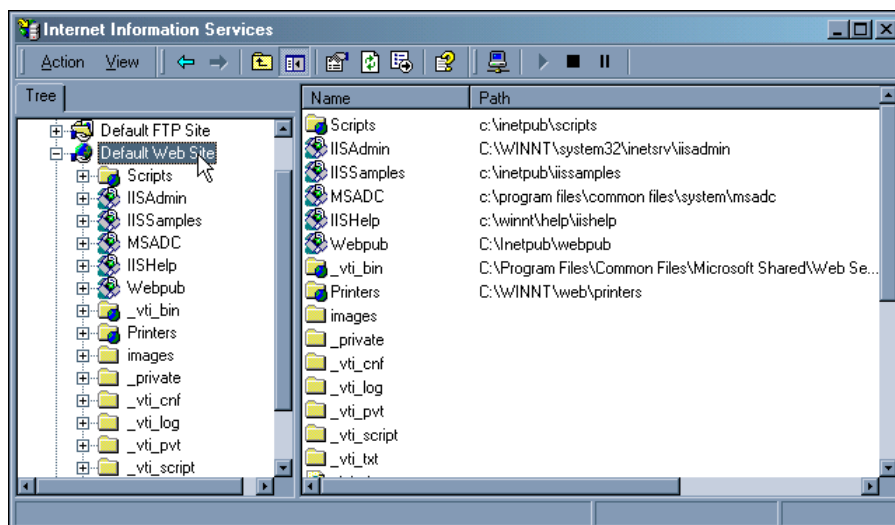 Internet Information Services
Action View
Tree
Name Path
Default FTP Site
Default Web Site
Scripts
IISAdmin
IISSamples
MSADC
IISHelp
Webpub
_vti_bin
Printers
images
_private
_vti_cnf
_vti_log
_vti_pvt
_vti_script
Scripts c:\inetpub\scripts
IISAdmin C:\WINNT\system32\inetsrv\iisadmin
IISSamples c:\inetpub\iissamples
MSADC c:\program files\common files\system\msadc
IISHelp c:\winnt\help\iishelp
Webpub C:\Inetpub\webpub
_vti_bin C:\Program Files\Common Files\Microsoft Shared\Web Se...
Printers C:\WINNT\web\printers
images
_private
_vti_cnf
_vti_log
_vti_pvt
_vti_script
_vti_txt